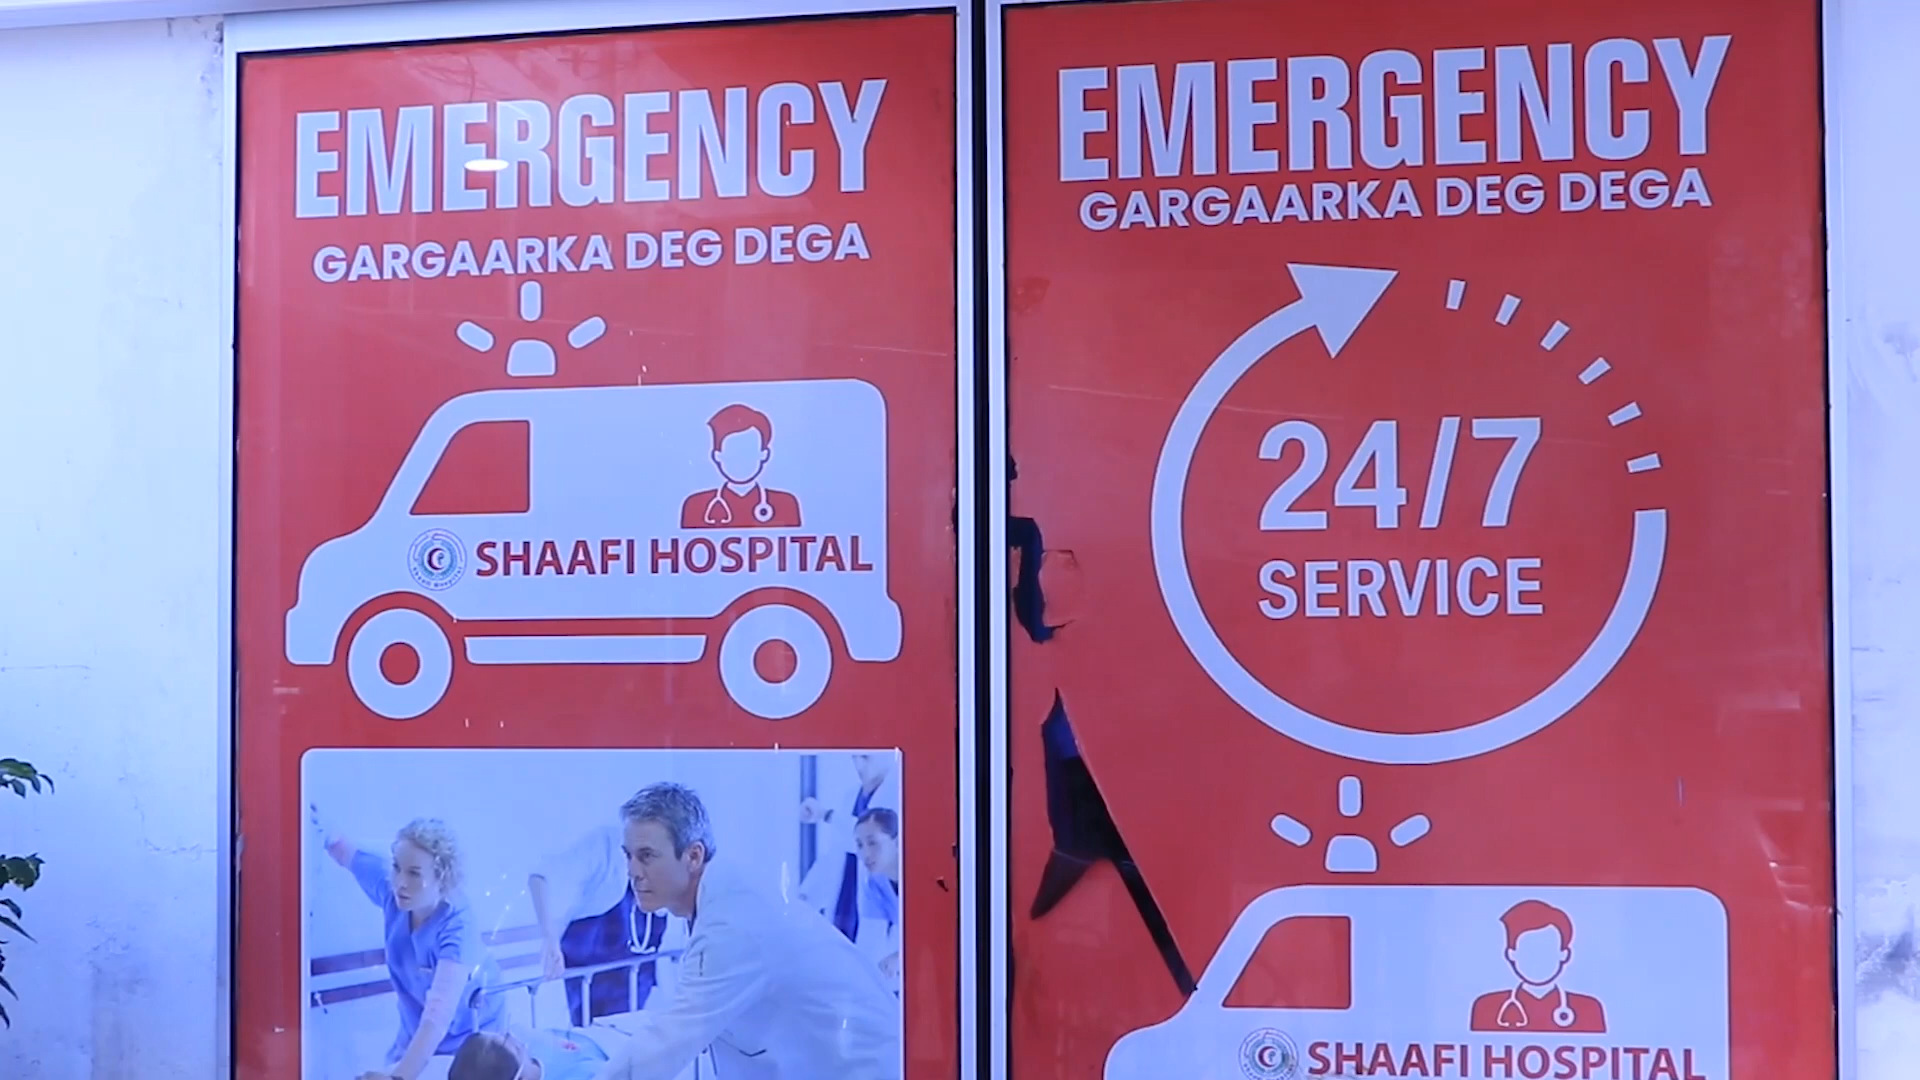 EMERGENCY
GARGAARKA DEG DEGA
SHAAFI HOSPITAL
EMERGENCY
GARGAARKA DEG DEGA
24/7
SERVICE
SHAAFI HOSPITAL